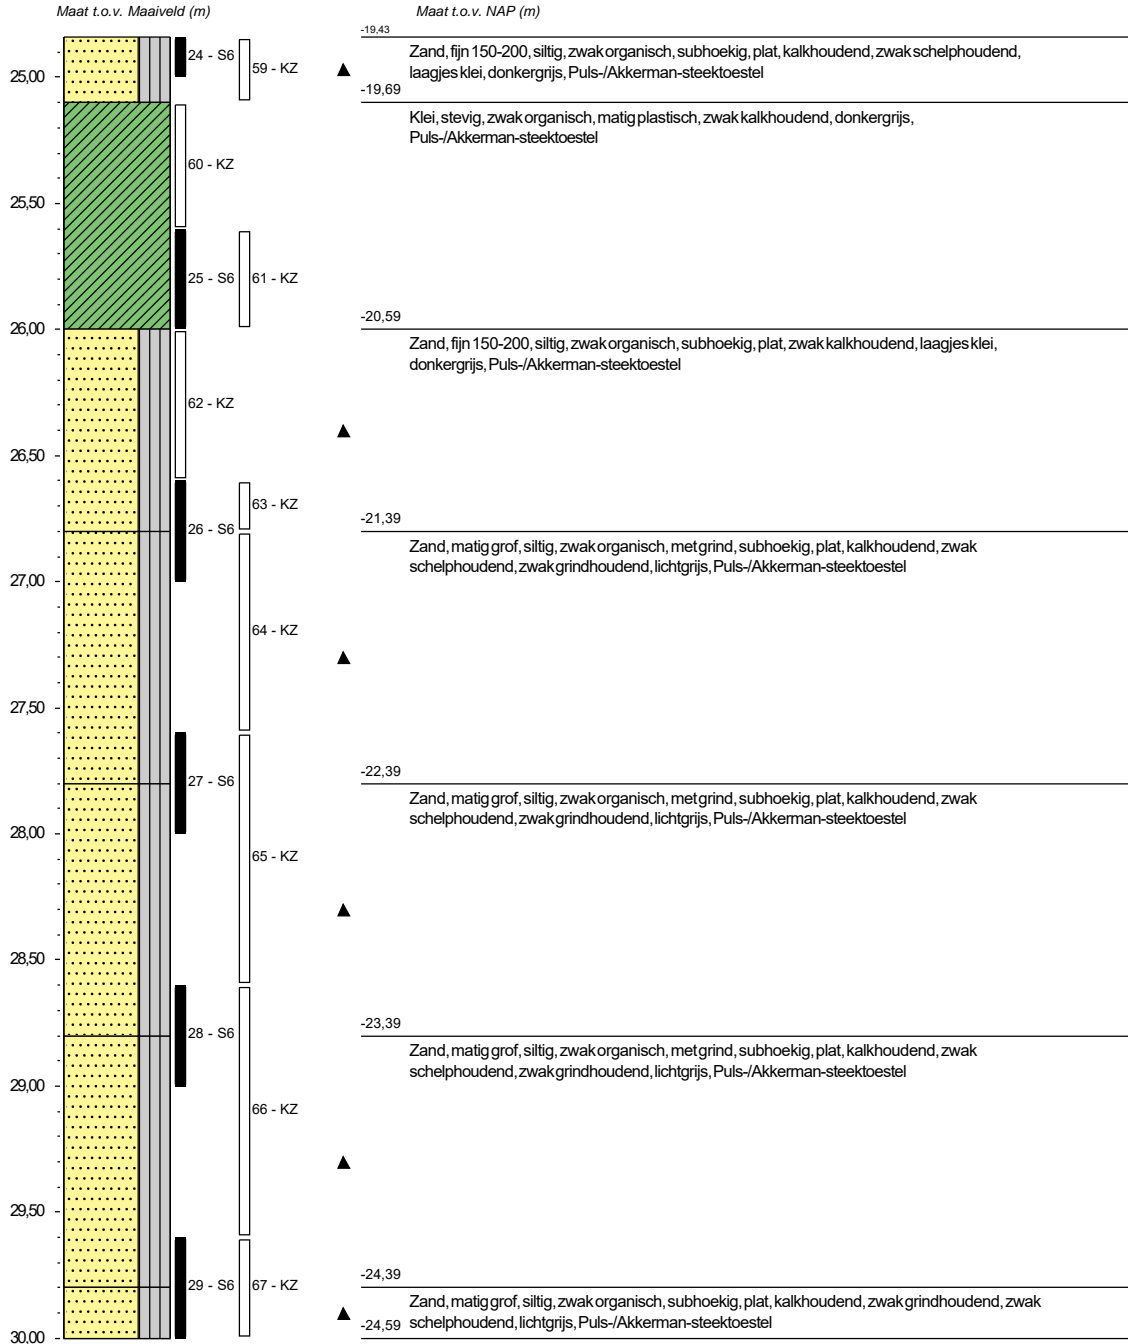 Maat t.o.v. Maaiveld (m)
Maat t.o.v. NAP (m)
-19,43
Zand, fijn 150-200, siltig, zwak organisch, subhoekig, plat, kalkhoudend, zwak schelphoudend,
24 - S6
59 - KZ
25,00
laagjes klei, donkergrijs, Puls-/Akkerman-steektoestel
-19,69
Klei, stevig, zwak organisch, matig plastisch, zwak kalkhoudend, donkergrijs,
Puls-/Akkerman-steektoestel
60 - KZ
25,50
25 - S6
61 - KZ
-20,59
26,00
Zand, fijn 150-200, siltig, zwak organisch, subhoekig, plat, zwak kalkhoudend, laagjes klei,
donkergrijs, Puls-/Akkerman-steektoestel
62 - KZ
26,50
63 - KZ
-21,39
26 - S6
Zand, matig grof, siltig, zwak organisch, met grind, subhoekig, plat, kalkhoudend, zwak
schelphoudend, zwak grindhoudend, lichtgrijs, Puls-/Akkerman-steektoestel
27,00
64 - KZ
27,50
-22,39
27 - S6
Zand, matig grof, siltig, zwak organisch, met grind, subhoekig, plat, kalkhoudend, zwak
schelphoudend, zwak grindhoudend, lichtgrijs, Puls-/Akkerman-steektoestel
28,00
65 - KZ
28,50
-23,39
28 - S6
Zand, matig grof, siltig, zwak organisch, met grind, subhoekig, plat, kalkhoudend, zwak
schelphoudend, zwak grindhoudend, lichtgrijs, Puls-/Akkerman-steektoestel
29,00
66 - KZ
29,50
-24,39
29 - S6
67 - KZ
Zand, matig grof, siltig, zwak organisch, subhoekig, plat, kalkhoudend, zwak grindhoudend, zwak
schelphoudend, lichtgrijs, Puls-/Akkerman-steektoestel
-24,59
30,00